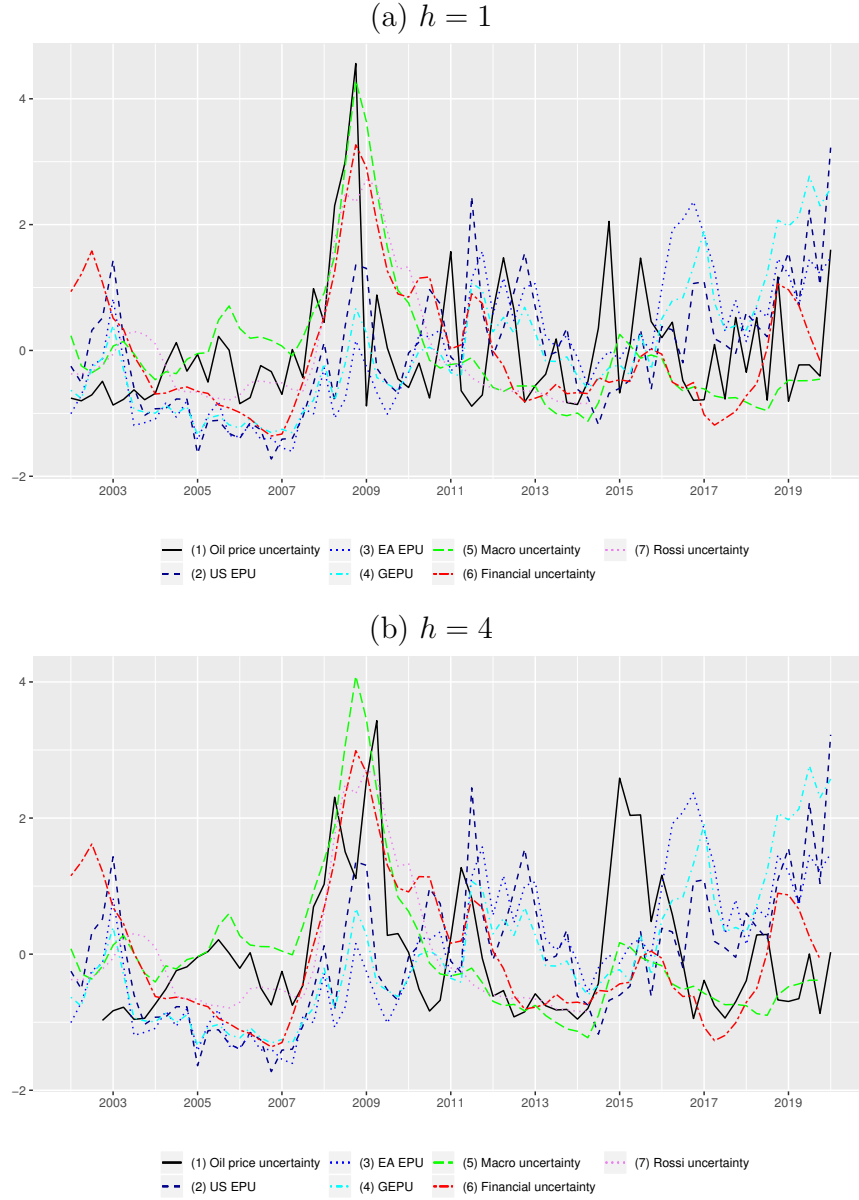 (a) h = 1
4
2
0
−2
2003 2005 2007 2009 2011 2013 2015 2017 2019
(1) Oil price uncertainty (3) EA EPU (5) Macro uncertainty (7) Rossi uncertainty
(2) US EPU (4) GEPU (6) Financial uncertainty
(b) h = 4
4
2
0
−2
2003 2005 2007 2009 2011 2013 2015 2017 2019
(1) Oil price uncertainty (3) EA EPU (5) Macro uncertainty (7) Rossi uncertainty
(2) US EPU (4) GEPU (6) Financial uncertainty